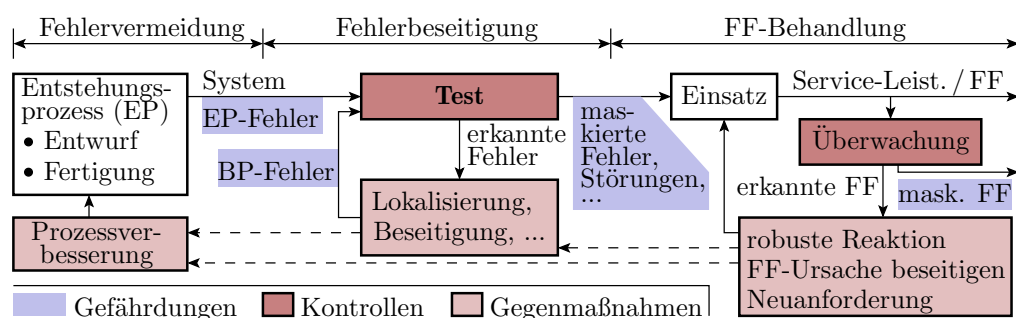 Fehlervermeidung
Fehlerbeseitigung
FF-Behandlung
Entstehungs-
prozess (EP)
• Entwurf
• Fertigung
System
EP-Fehler
BP-Fehler
Test
erkannte
Fehler
mas-
kierte
Fehler,
Störungen,
...
Einsatz
Service-Leist. / FF
Überwachung
erkannte FF
mask. FF
Lokalisierung,
Beseitigung, ...
Prozessver-
besserung
robuste Reaktion
FF-Ursache beseitigen
Neuanforderung
Gefährdungen
Kontrollen
Gegenmaßnahmen